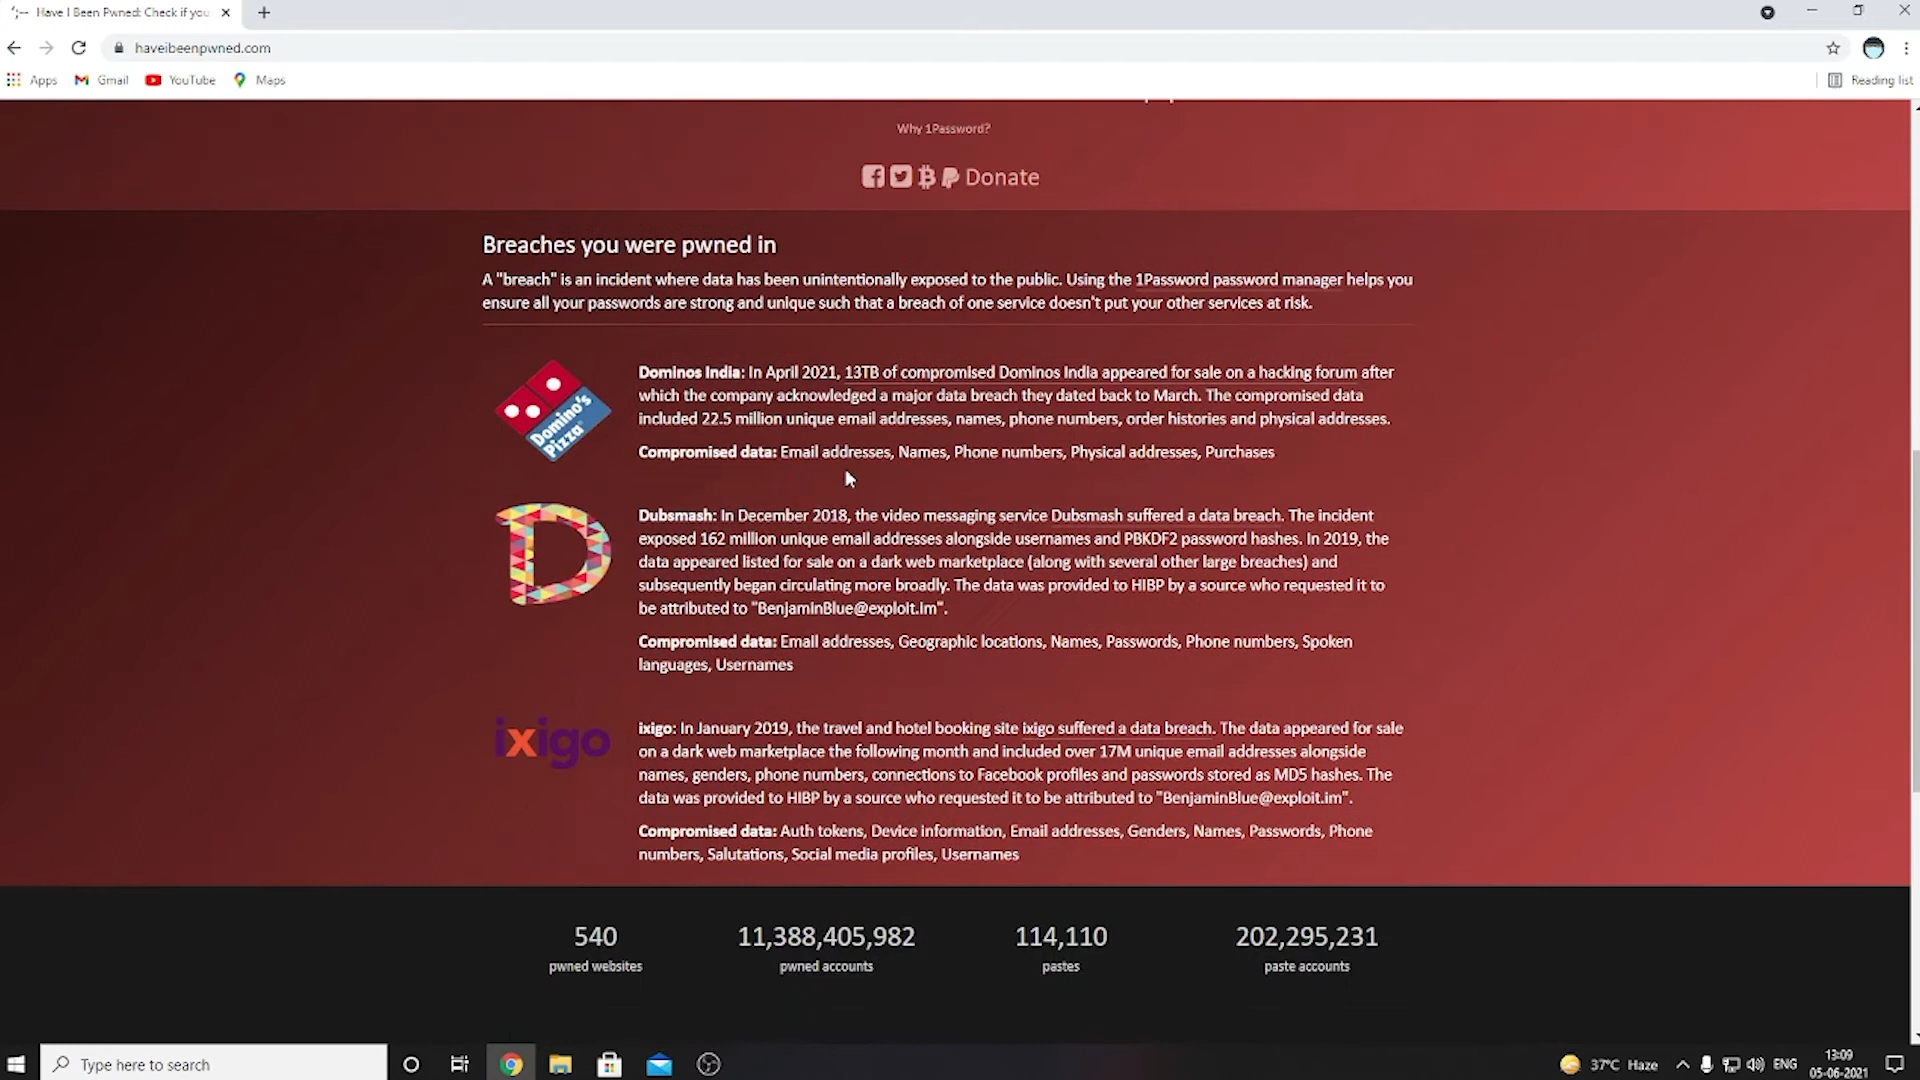 Have I Been Pwned: Check if you
haveibeenpwned.com
Apps Gmail YouTube Maps Reading list
Why 1Password?
Donate
Breaches you were pwned in
A "breach" is an incident where data has been unintentionally exposed to the public. Using the 1Password password manager helps you
ensure all your passwords are strong and unique such that a breach of one service doesn't put your other services at risk.
Domino's
Pizza
Dominos India: In April 2021, 13TB of compromised Dominos India appeared for sale on a hacking forum after
which the company acknowledged a major data breach they dated back to March. The compromised data
included 22.5 million unique email addresses, names, phone numbers, order histories and physical addresses.
Compromised data: Email addresses, Names, Phone numbers, Physical addresses, Purchases
D
Dubsmash: In December 2018, the video messaging service Dubsmash suffered a data breach. The incident
exposed 162 million unique email addresses alongside usernames and PBKDF2 password hashes. In 2019, the
data appeared listed for sale on a dark web marketplace (along with several other large breaches) and
subsequently began circulating more broadly. The data was provided to HIBP by a source who requested it to
be attributed to "BenjaminBlue@exploit.im".
Compromised data: Email addresses, Geographic locations, Names, Passwords, Phone numbers, Spoken
languages, Usernames
ixigo
ixigo: In January 2019, the travel and hotel booking site ixigo suffered a data breach. The data appeared for sale
on a dark web marketplace the following month and included over 17M unique email addresses alongside
names, genders, phone numbers, connections to Facebook profiles and passwords stored as MD5 hashes. The
data was provided to HIBP by a source who requested it to be attributed to "BenjaminBlue@exploit.im".
Compromised data: Auth tokens, Device information, Email addresses, Genders, Names, Passwords, Phone
numbers, Salutations, Social media profiles, Usernames
540 11,388,405,982 114,110 202,295,231
pwned websites pwned accounts pastes paste accounts
Type here to search 37°C Haze ENG 13:09
05-06-2021